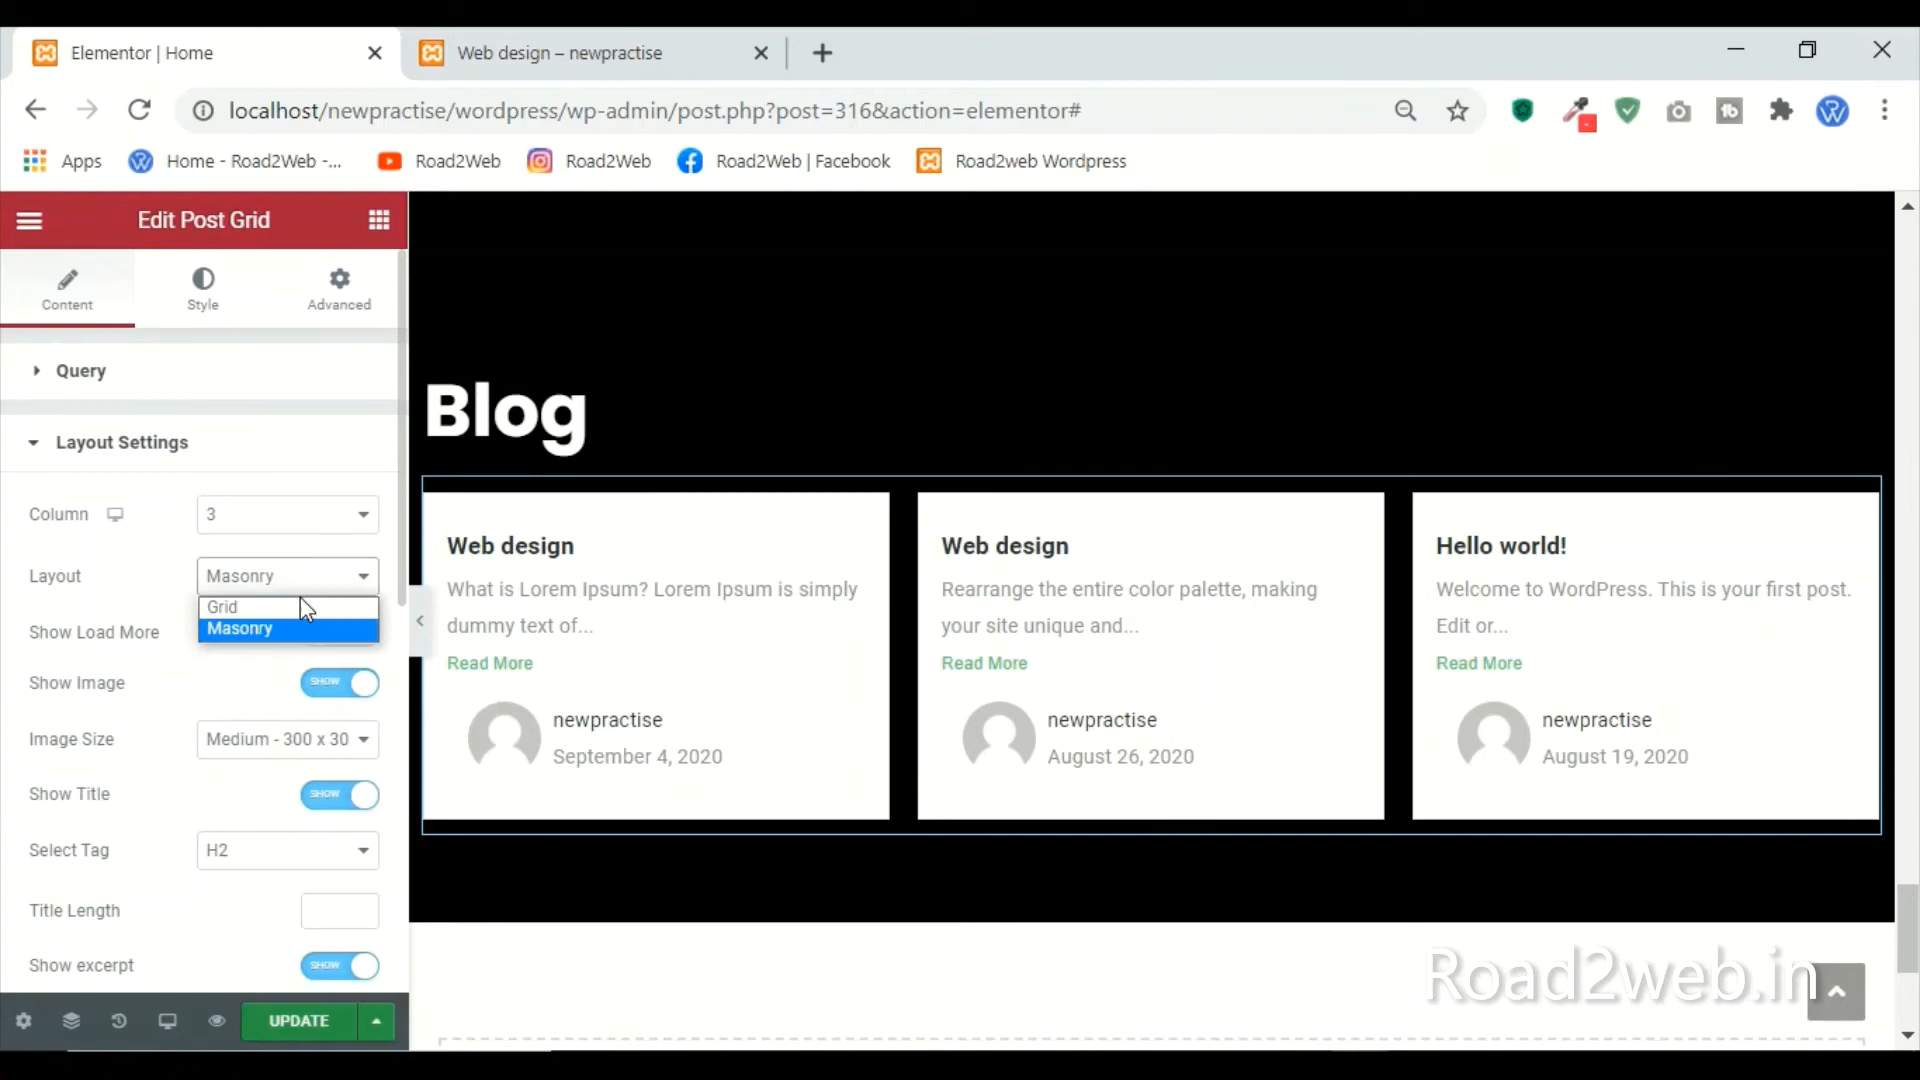 Elementor | Home
Web design – newpractise
localhost/newpractise/wordpress/wp-admin/post.php?post=316&action=elementor#
Apps
Home - Road2Web -...
Road2Web
Road2Web
Road2Web | Facebook
Road2web Wordpress
Edit Post Grid
Content
Style
Advanced
Query
Layout Settings
Column
3
Layout
Masonry
Grid
Masonry
Show Load More
Show Image
SHOW
Image Size
Medium - 300 x 30
Show Title
SHOW
Select Tag
H2
Title Length
Show excerpt
SHOW
UPDATE
Blog
Web design
What is Lorem Ipsum? Lorem Ipsum is simply
dummy text of...
Read More
newpractise
September 4, 2020
Web design
Rearrange the entire color palette, making
your site unique and...
Read More
newpractise
August 26, 2020
Hello world!
Welcome to WordPress. This is your first post.
Edit or...
Read More
newpractise
August 19, 2020
Road2web.in